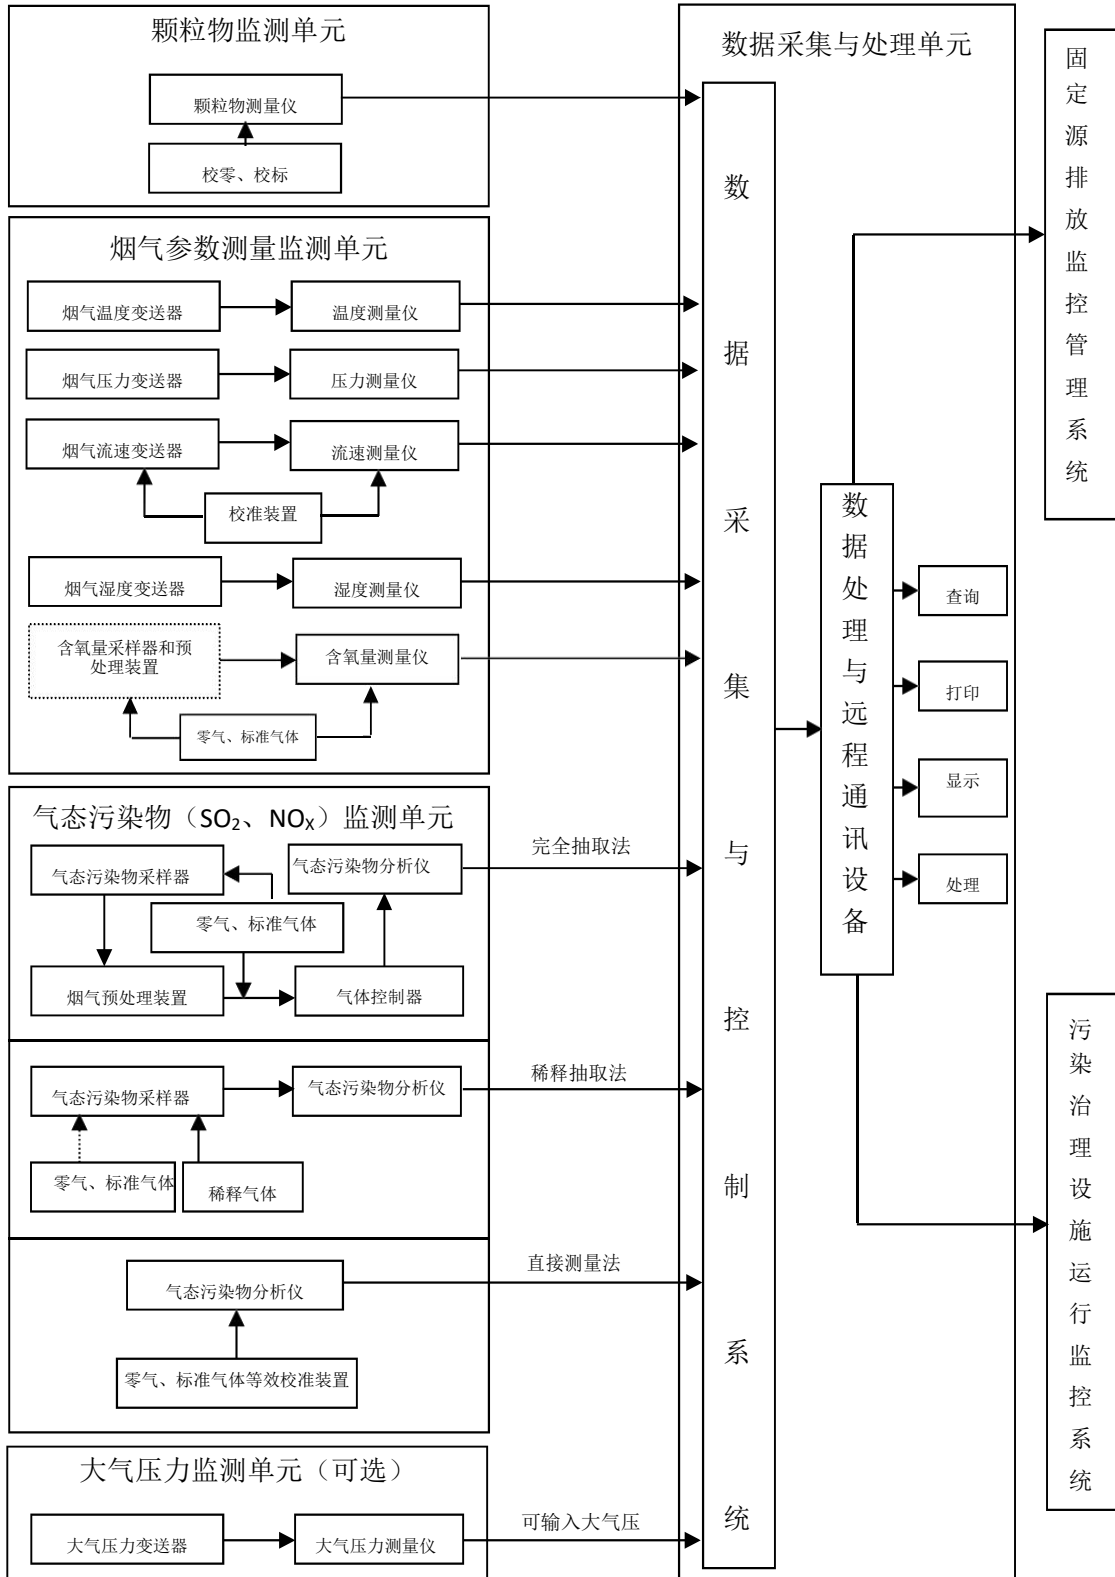 颗粒物监测单元
颗粒物测量仪
校零、校标
烟气参数测量监测单元
烟气温度变送器
温度测量仪
烟气压力变送器
压力测量仪
烟气流速变送器
流速测量仪
校准装置
烟气湿度变送器
湿度测量仪
含氧量采样器和预
处理装置
含氧量测量仪
零气、标准气体
气态污染物（SO₂、NOₓ）监测单元
气态污染物采样器
气态污染物分析仪
零气、标准气体
烟气预处理装置
气体控制器
完全抽取法
气态污染物采样器
气态污染物分析仪
零气、标准气体
稀释气体
稀释抽取法
气态污染物分析仪
零气、标准气体等效校准装置
直接测量法
大气压力监测单元（可选）
大气压力变送器
大气压力测量仪
可输入大气压
数据采集与处理单元
数据采集与控制系统
数据处理与远程通讯设备
查询
打印
显示
处理
固定源排放监控管理系统
污染治理设施运行监控系统